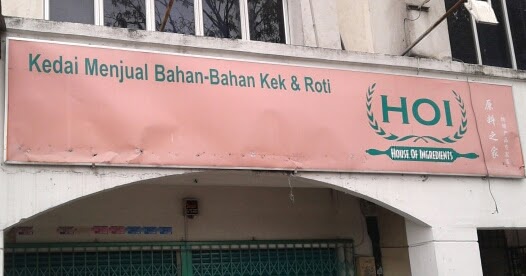 Kedai Menjual Bahan-Bahan Kek & Roti
HOI
HOUSE OF INGREDIENTS
原料之家